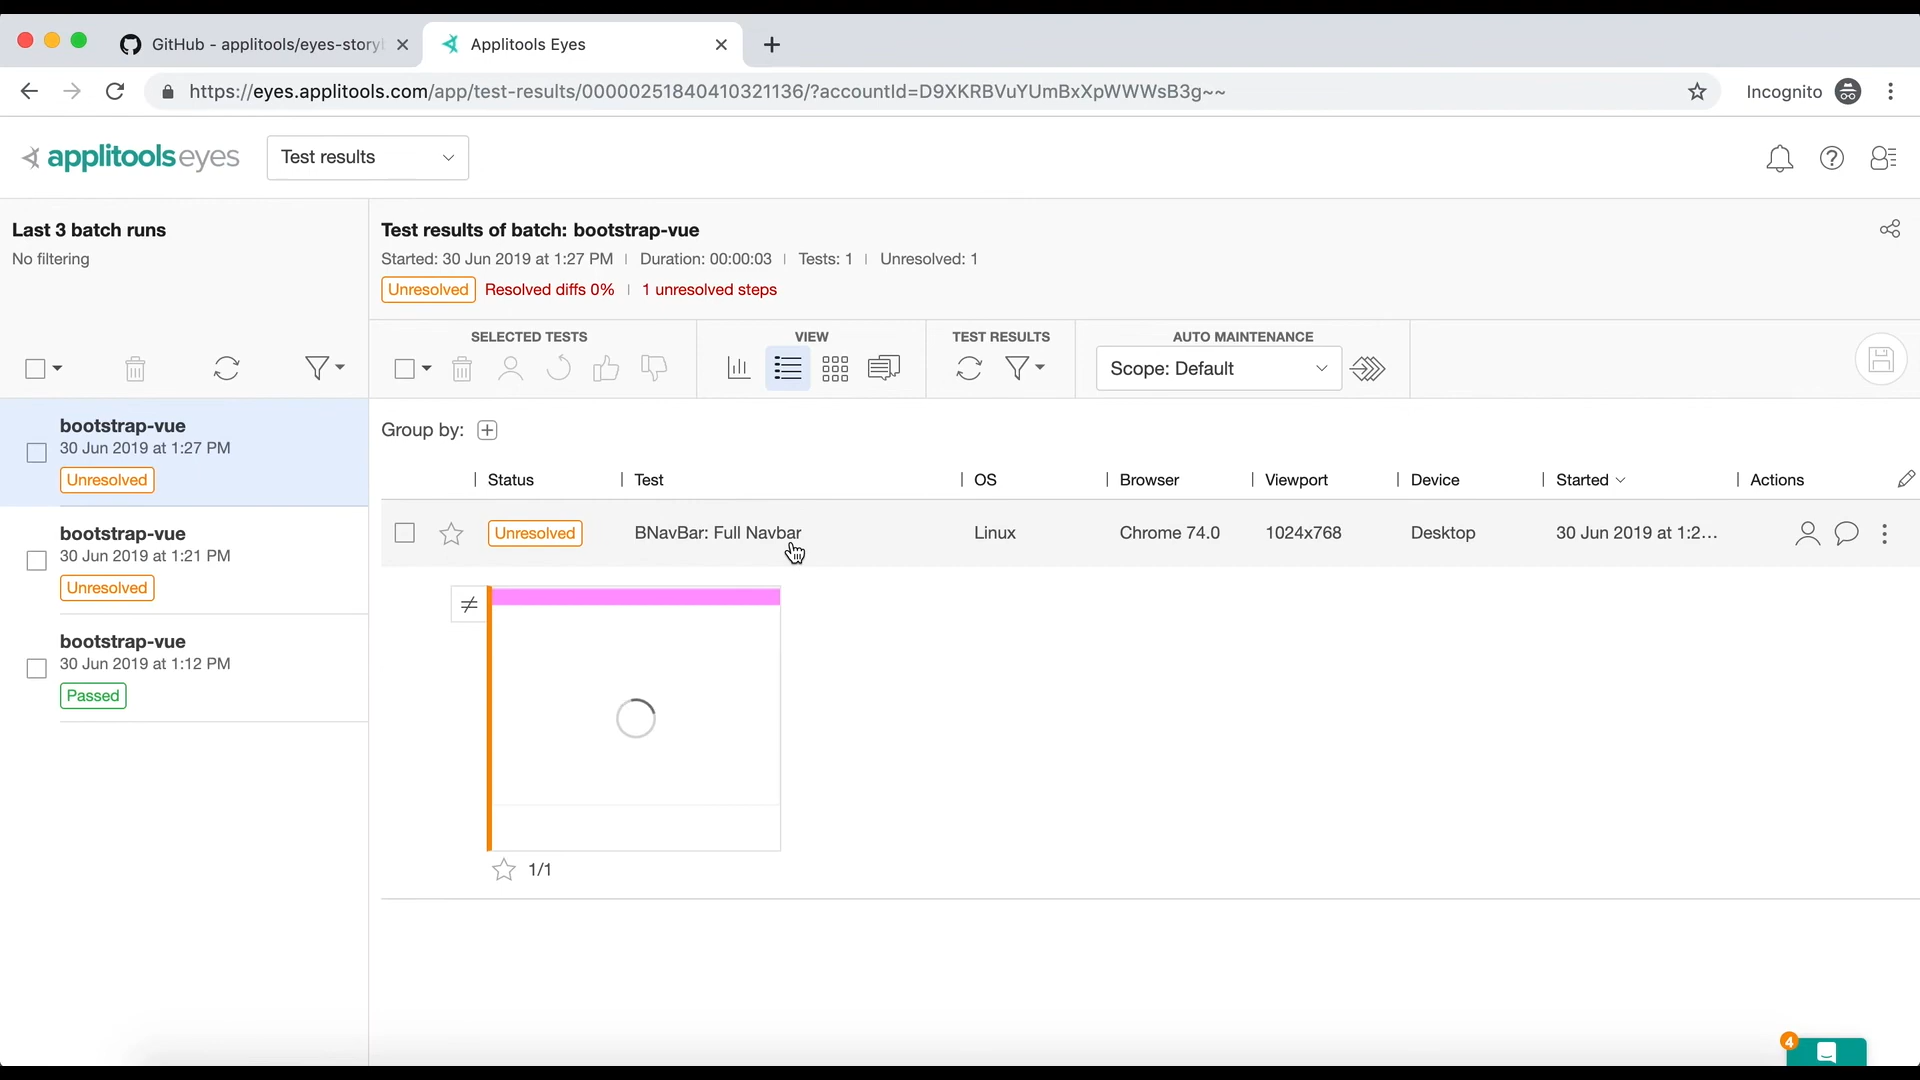 GitHub - applitools/eyes-story
Applitools Eyes
https://eyes.applitools.com/app/test-results/00000251840410321136/?accountId=D9XKRBVuYUmBxXpWWWsB3g~~
Incognito
applitools eyes
Test results
Last 3 batch runs
No filtering
Test results of batch: bootstrap-vue
Started: 30 Jun 2019 at 1:27 PM | Duration: 00:00:03 | Tests: 1 | Unresolved: 1
Unresolved Resolved diffs 0% | 1 unresolved steps
SELECTED TESTS
VIEW
TEST RESULTS
AUTO MAINTENANCE
Scope: Default
bootstrap-vue
30 Jun 2019 at 1:27 PM
Unresolved
bootstrap-vue
30 Jun 2019 at 1:21 PM
Unresolved
bootstrap-vue
30 Jun 2019 at 1:12 PM
Passed
Group by:
Status
Test
OS
Browser
Viewport
Device
Started
Actions
Unresolved
BNavBar: Full Navbar
Linux
Chrome 74.0
1024x768
Desktop
30 Jun 2019 at 1:2...
≠
1/1
4